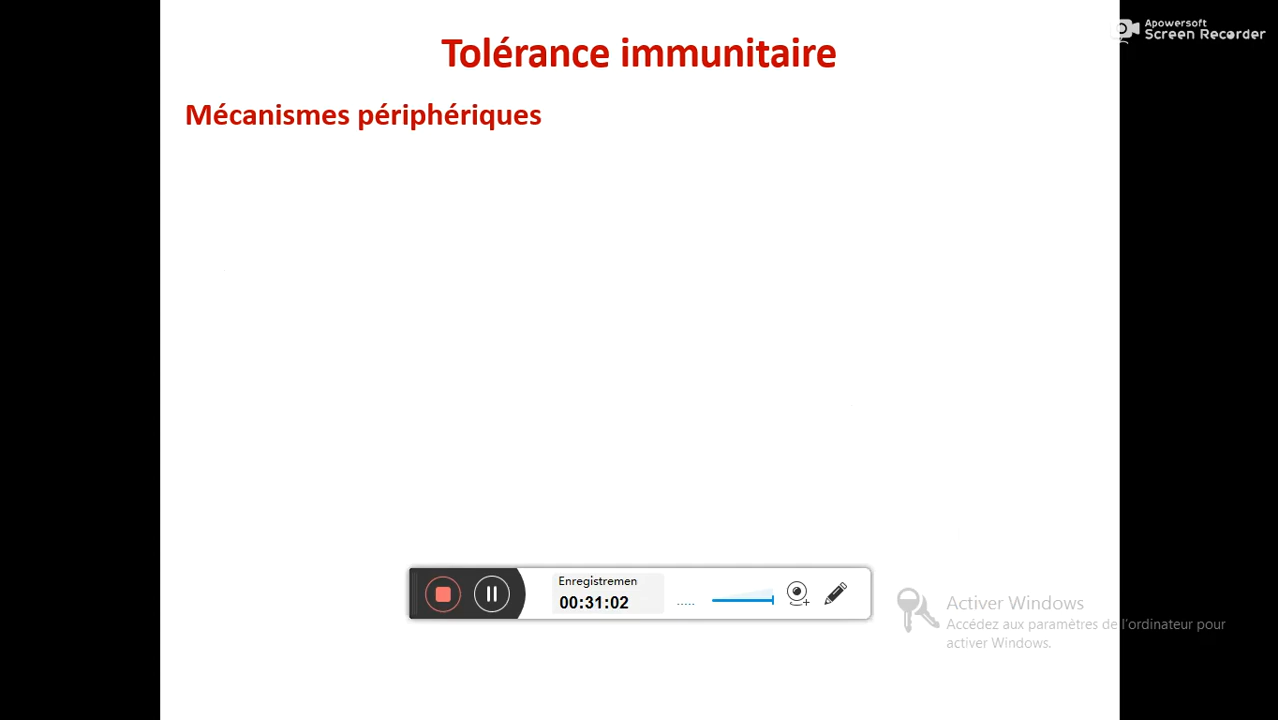 Apowersoft
Screen Recorder
Tolérance immunitaire
Mécanismes périphériques
Enregistremen
00:31:02
Activer Windows
Accédez aux paramètres de l'ordinateur pour
activer Windows.